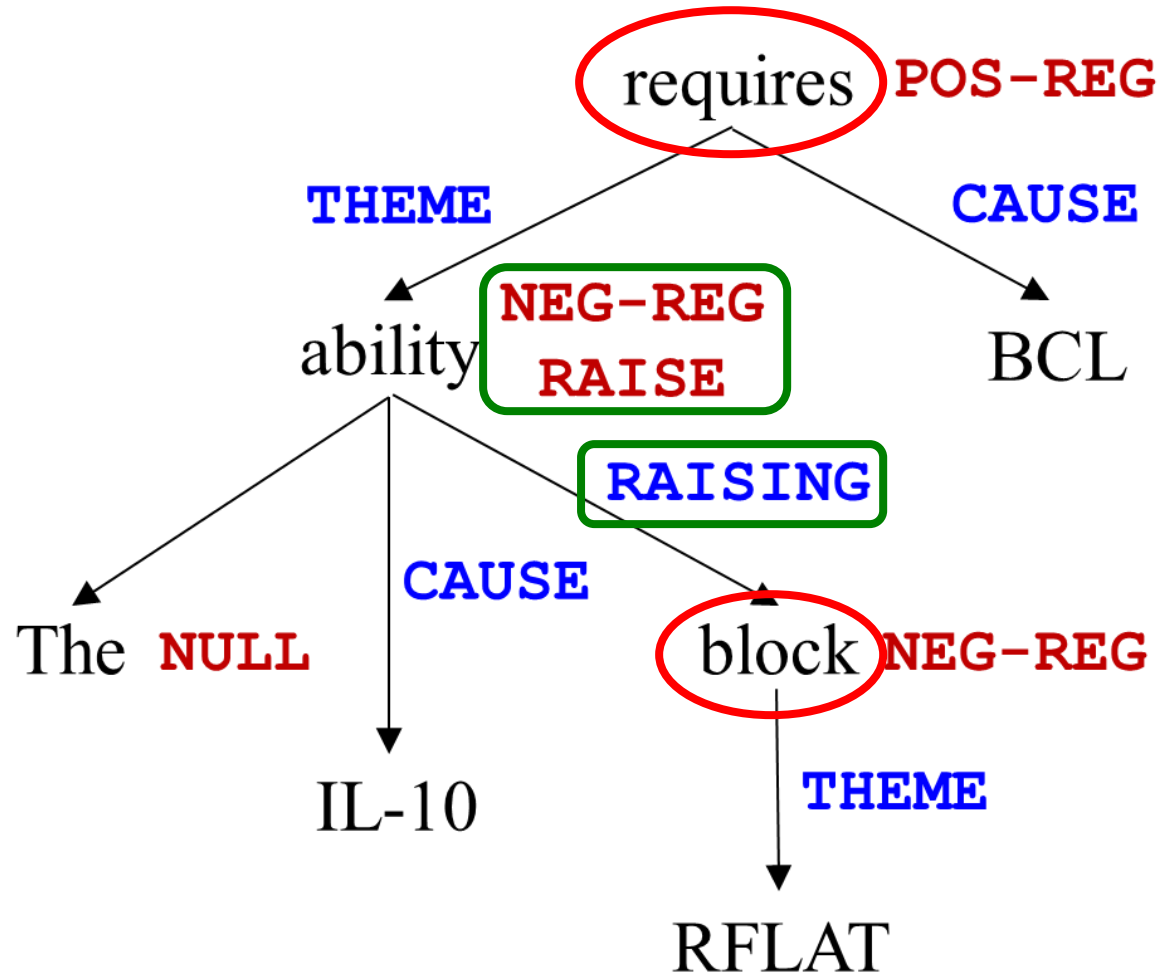 requires POS-REG
THEME
CAUSE
ability
NEG-REG
RAISE
BCL
RAISING
CAUSE
The NULL
block NEG-REG
IL-10
THEME
RFLAT